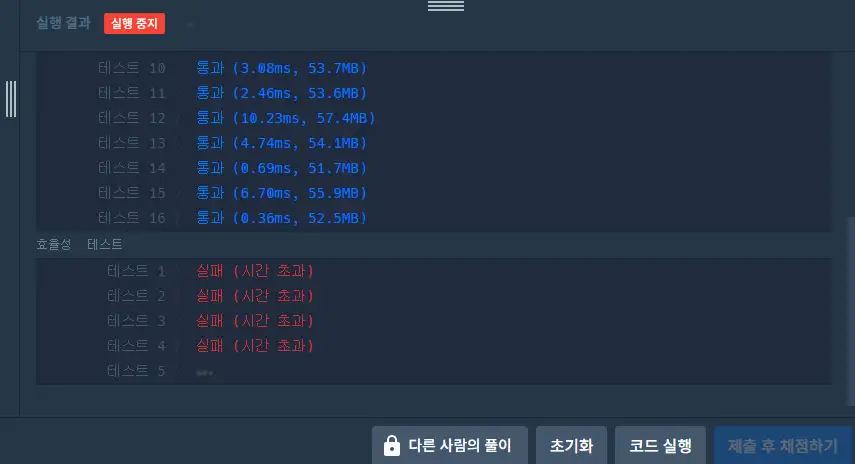 실행 결과 실행 중지
테스트 10 통과 (3.08ms, 53.7MB)
테스트 11 통과 (2.46ms, 53.6MB)
테스트 12 통과 (10.23ms, 57.4MB)
테스트 13 통과 (4.74ms, 54.1MB)
테스트 14 통과 (0.69ms, 51.7MB)
테스트 15 통과 (6.70ms, 55.9MB)
테스트 16 통과 (0.36ms, 52.5MB)
효율성 테스트
테스트 1 실패 (시간 초과)
테스트 2 실패 (시간 초과)
테스트 3 실패 (시간 초과)
테스트 4 실패 (시간 초과)
테스트 5
다른 사람의 풀이 초기화 코드 실행 제출 후 채점하기